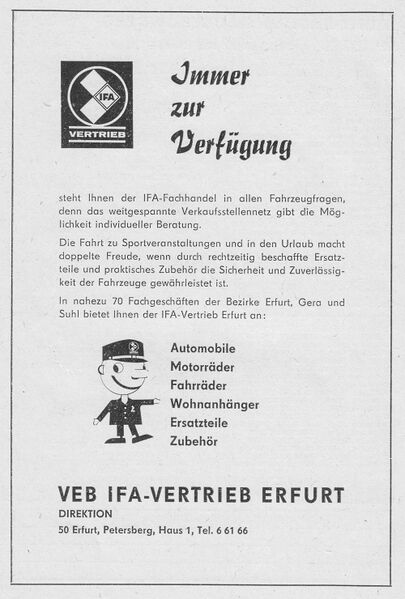 IFA
VERTRIEB
Immer
zur
Verfügung
steht Ihnen der IFA-Fachhandel in allen Fahrzeugfragen,
denn das weitgespannte Verkaufsstellennetz gibt die Mög-
lichkeit individueller Beratung.
Die Fahrt zu Sportveranstaltungen und in den Urlaub macht
doppelte Freude, wenn durch rechtzeitig beschaffte Ersatz-
teile und praktisches Zubehör die Sicherheit und Zuverlässig-
keit der Fahrzeuge gewährleistet ist.
In nahezu 70 Fachgeschäften der Bezirke Erfurt, Gera und
Suhl bietet Ihnen der IFA-Vertrieb Erfurt an:
Automobile
Motorräder
Fahrräder
Wohnanhänger
Ersatzteile
Zubehör
VEB IFA-VERTRIEB ERFURT
DIREKTION
50 Erfurt, Petersberg, Haus 1, Tel. 6 61 66